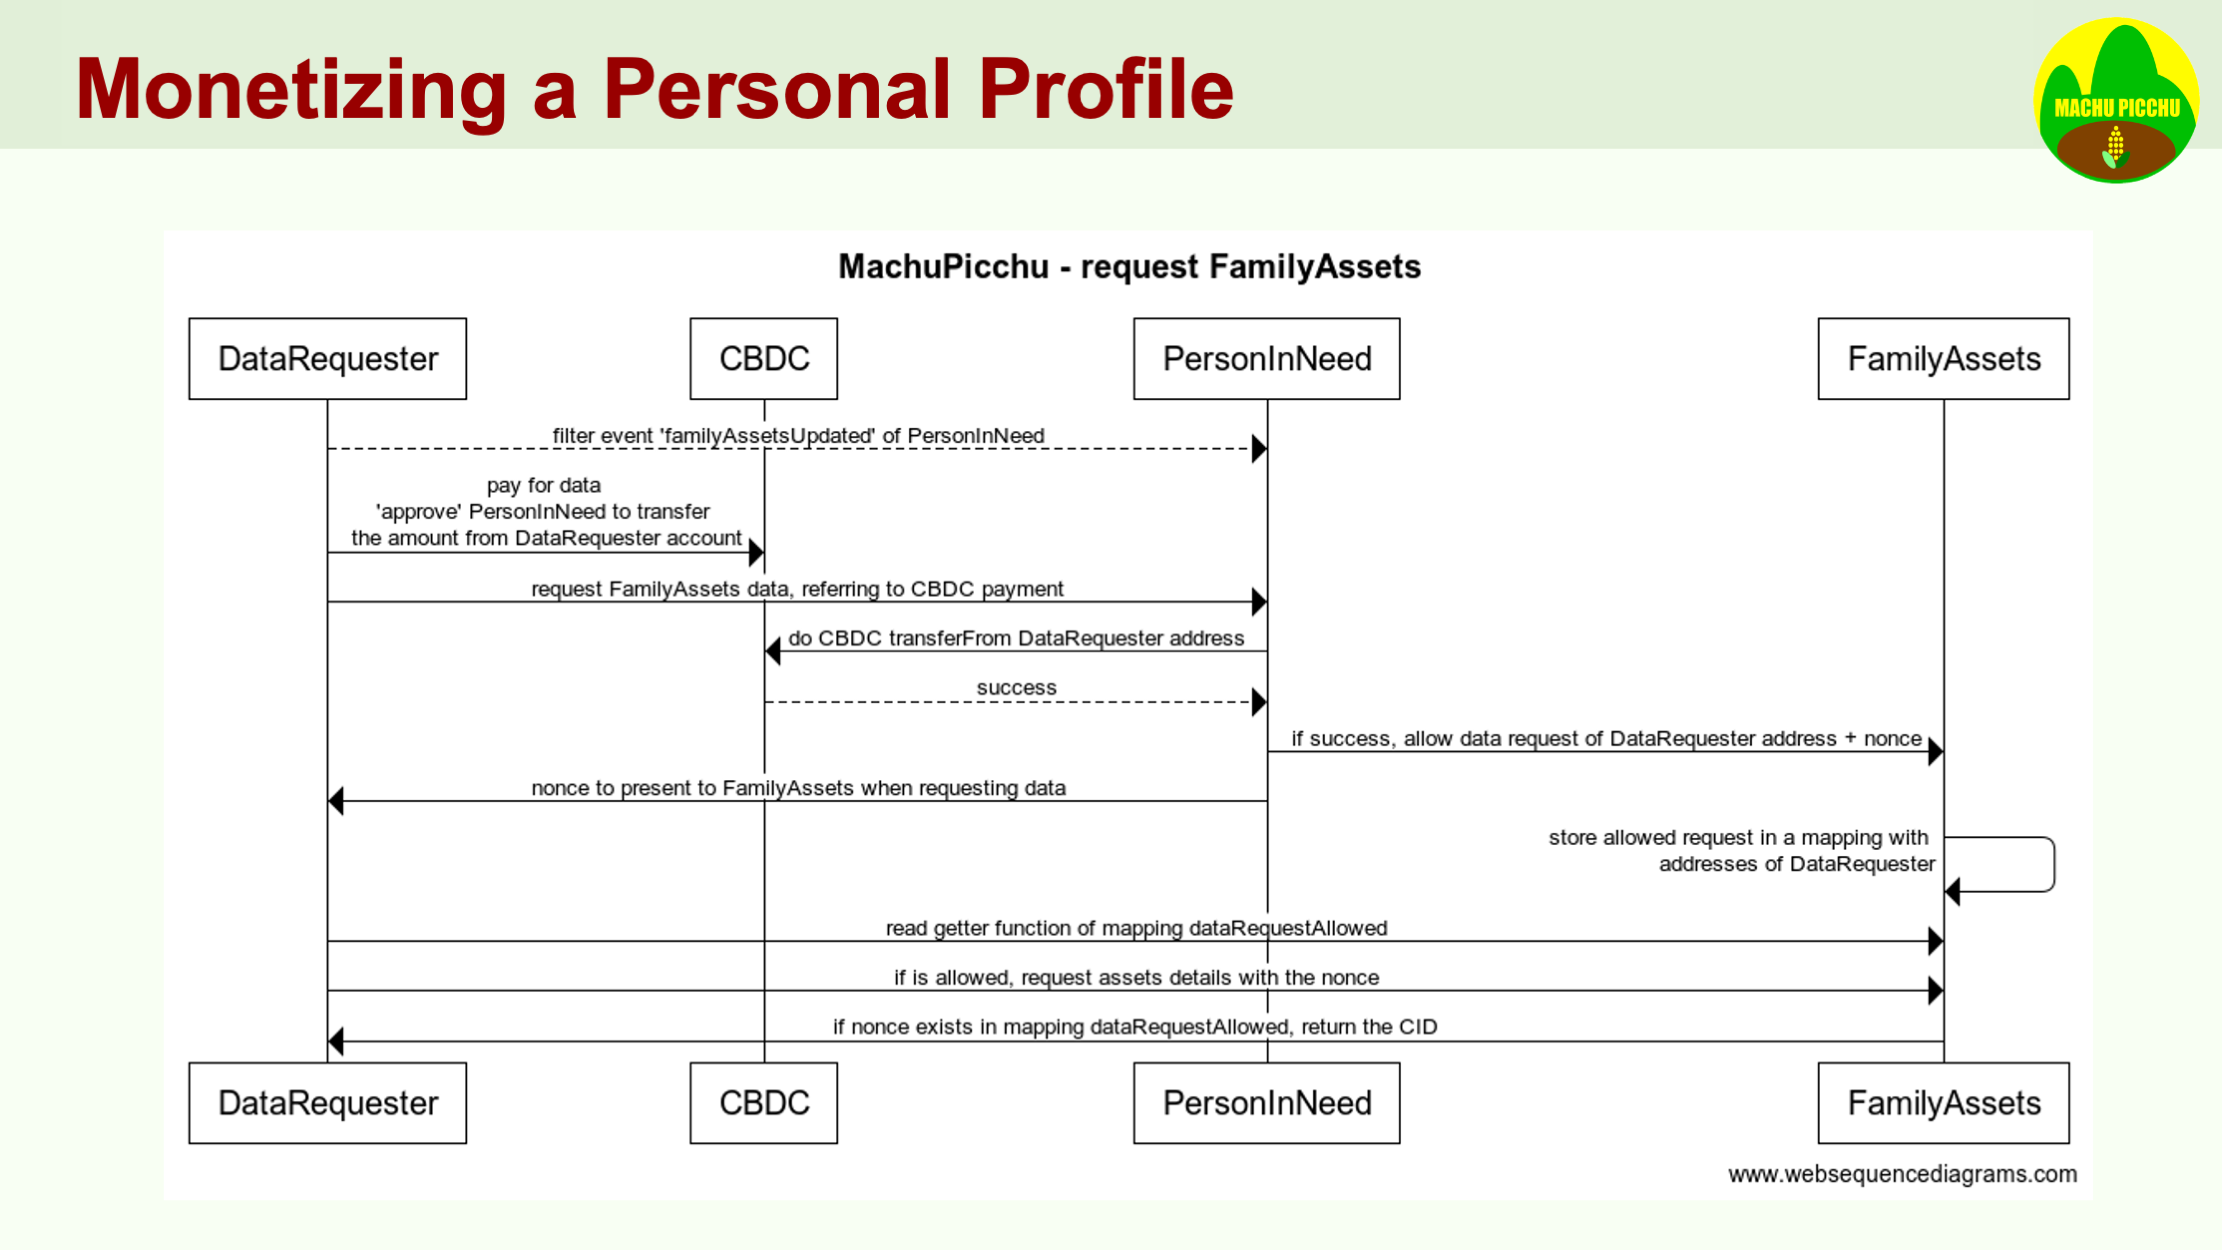 Monetizing a Personal Profile
MACHU PICCHU
MachuPicchu - request FamilyAssets
DataRequester
CBDC
PersonInNeed
FamilyAssets
filter event 'familyAssetsUpdated' of PersonInNeed
pay for data
'approve' PersonInNeed to transfer
the amount from DataRequester account
request FamilyAssets data, referring to CBDC payment
do CBDC transferFrom DataRequester address
success
if success, allow data request of DataRequester address + nonce
nonce to present to FamilyAssets when requesting data
store allowed request in a mapping with
addresses of DataRequester
read getter function of mapping dataRequestAllowed
if is allowed, request assets details with the nonce
if nonce exists in mapping dataRequestAllowed, return the CID
DataRequester
CBDC
PersonInNeed
FamilyAssets
www.websequencediagrams.com